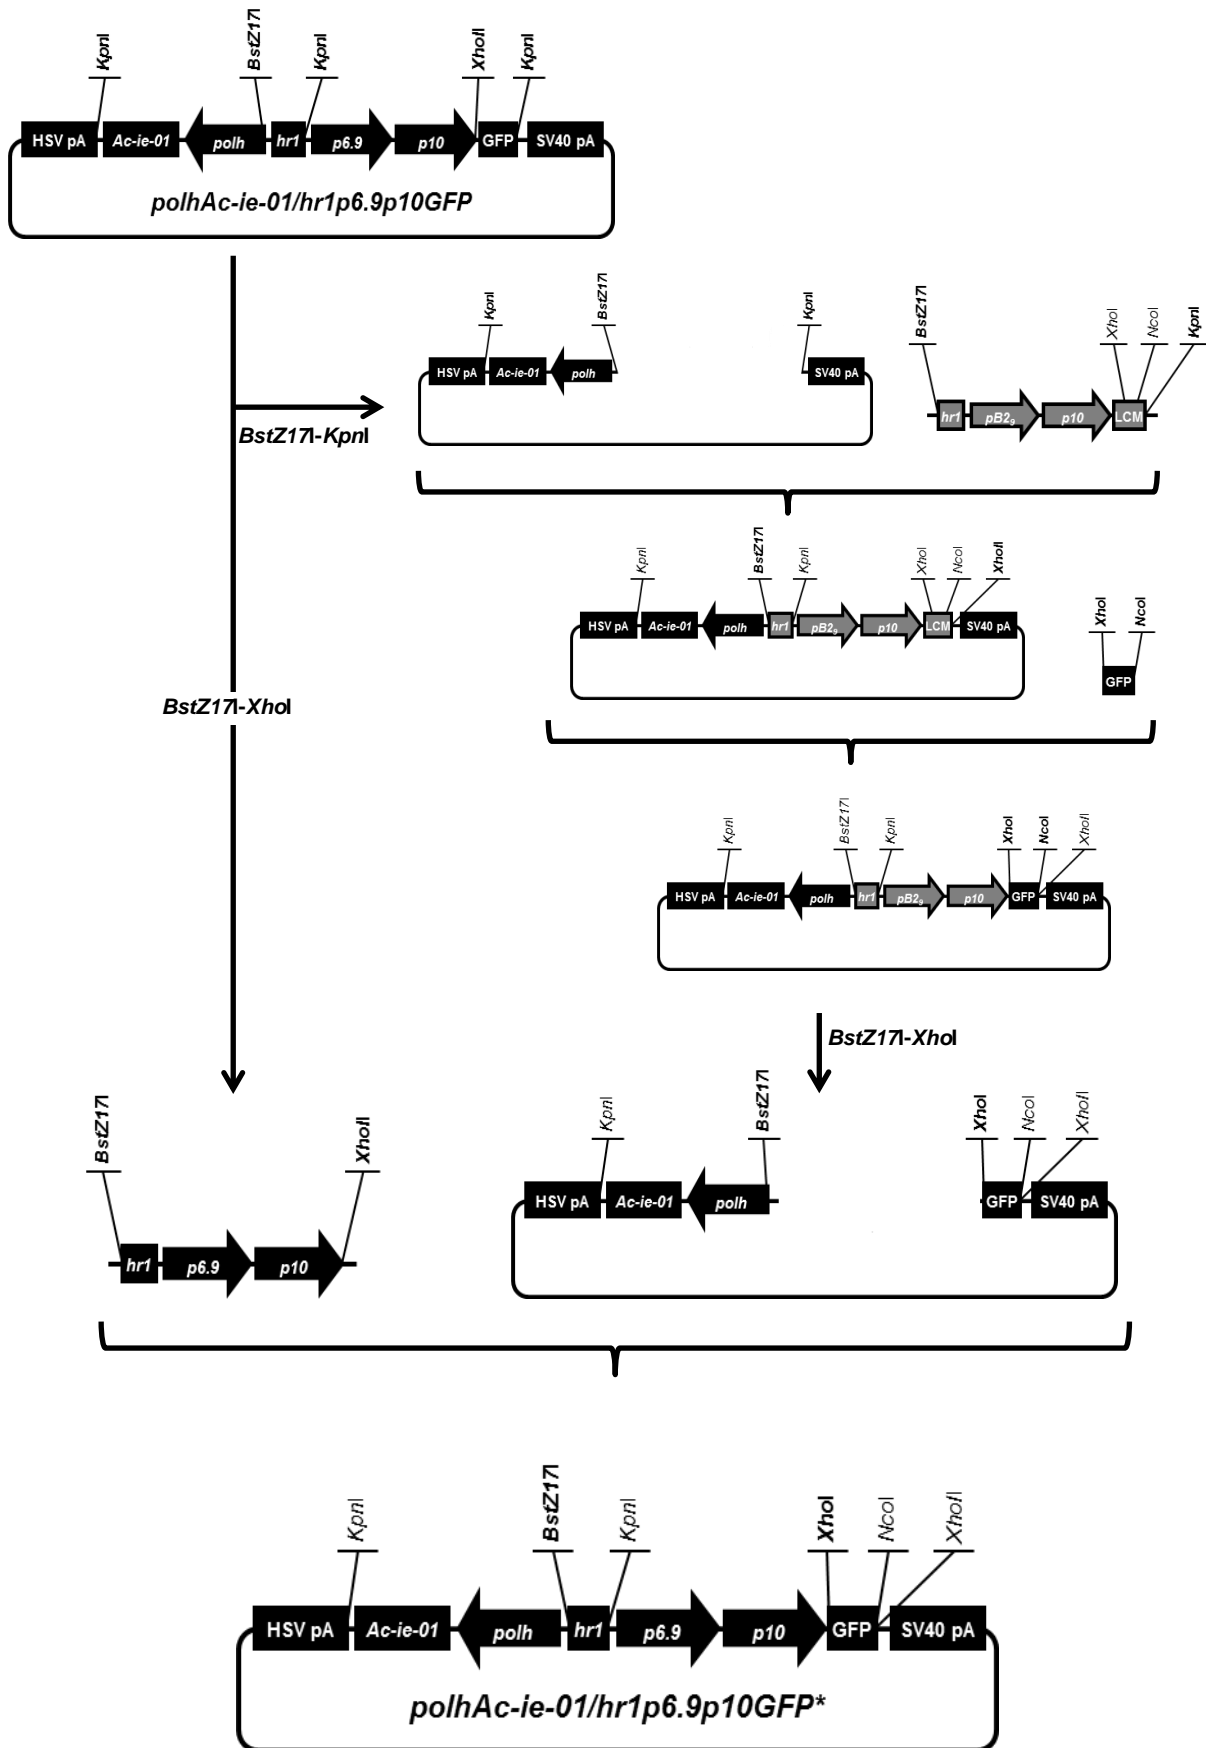 KpnI BstZ17I KpnI XhoII KpnI
HSV pA Ac-ie-01 polh hr1 p6.9 p10 GFP SV40 pA
polhAc-ie-01/hr1p6.9p10GFP
KpnI BstZ17I KpnI BstZ17I XhoI NcoI KpnI
HSV pA Ac-ie-01 polh SV40 pA hr1 pB2₉ p10 LCM
BstZ17I-KpnI
KpnI BstZ17I KpnI XhoI NcoI XhoII
HSV pA Ac-ie-01 polh hr1 pB2₉ p10 LCM SV40 pA
XhoI NcoI
GFP
BstZ17I-XhoI
KpnI BstZ17I KpnI XhoI NcoI XhoII
HSV pA Ac-ie-01 polh hr1 pB2₉ p10 GFP SV40 pA
BstZ17I-XhoI
BstZ17I XhoII
hr1 p6.9 p10
KpnI BstZ17I XhoI NcoI XhoII
HSV pA Ac-ie-01 polh GFP SV40 pA
KpnI BstZ17I KpnI XhoI NcoI XhoII
HSV pA Ac-ie-01 polh hr1 p6.9 p10 GFP SV40 pA
polhAc-ie-01/hr1p6.9p10GFP*